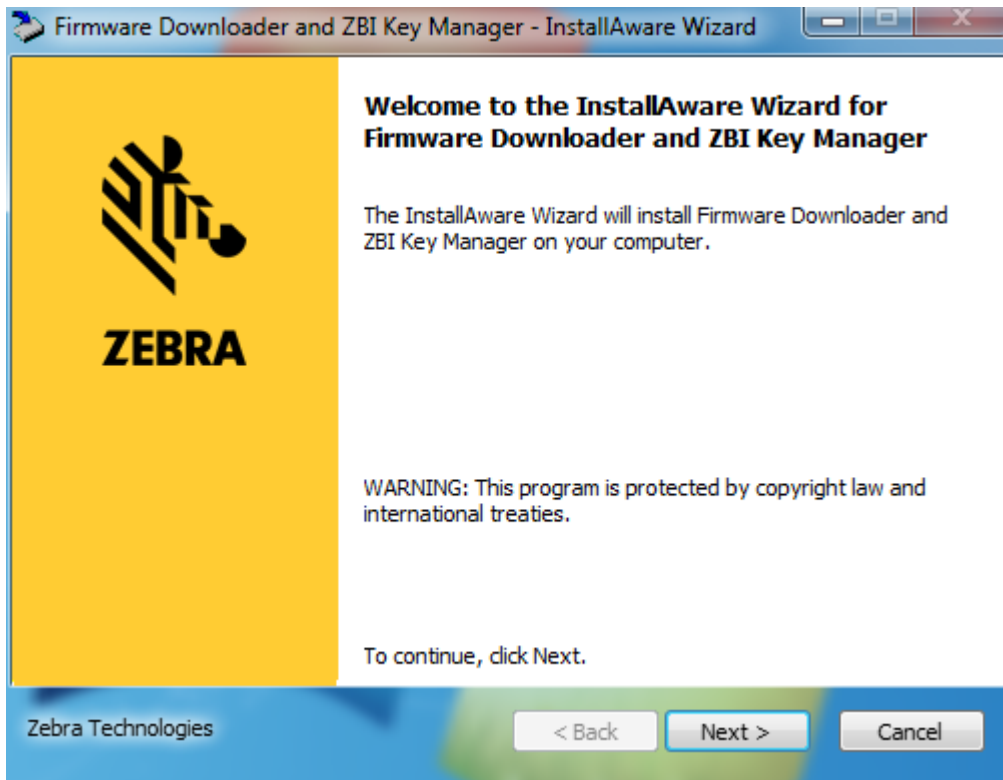 Firmware Downloader and ZBI Key Manager - InstallAware Wizard
Welcome to the InstallAware Wizard for
Firmware Downloader and ZBI Key Manager
The InstallAware Wizard will install Firmware Downloader and
ZBI Key Manager on your computer.
ZEBRA
WARNING: This program is protected by copyright law and
international treaties.
To continue, click Next.
Zebra Technologies
< Back
Next >
Cancel